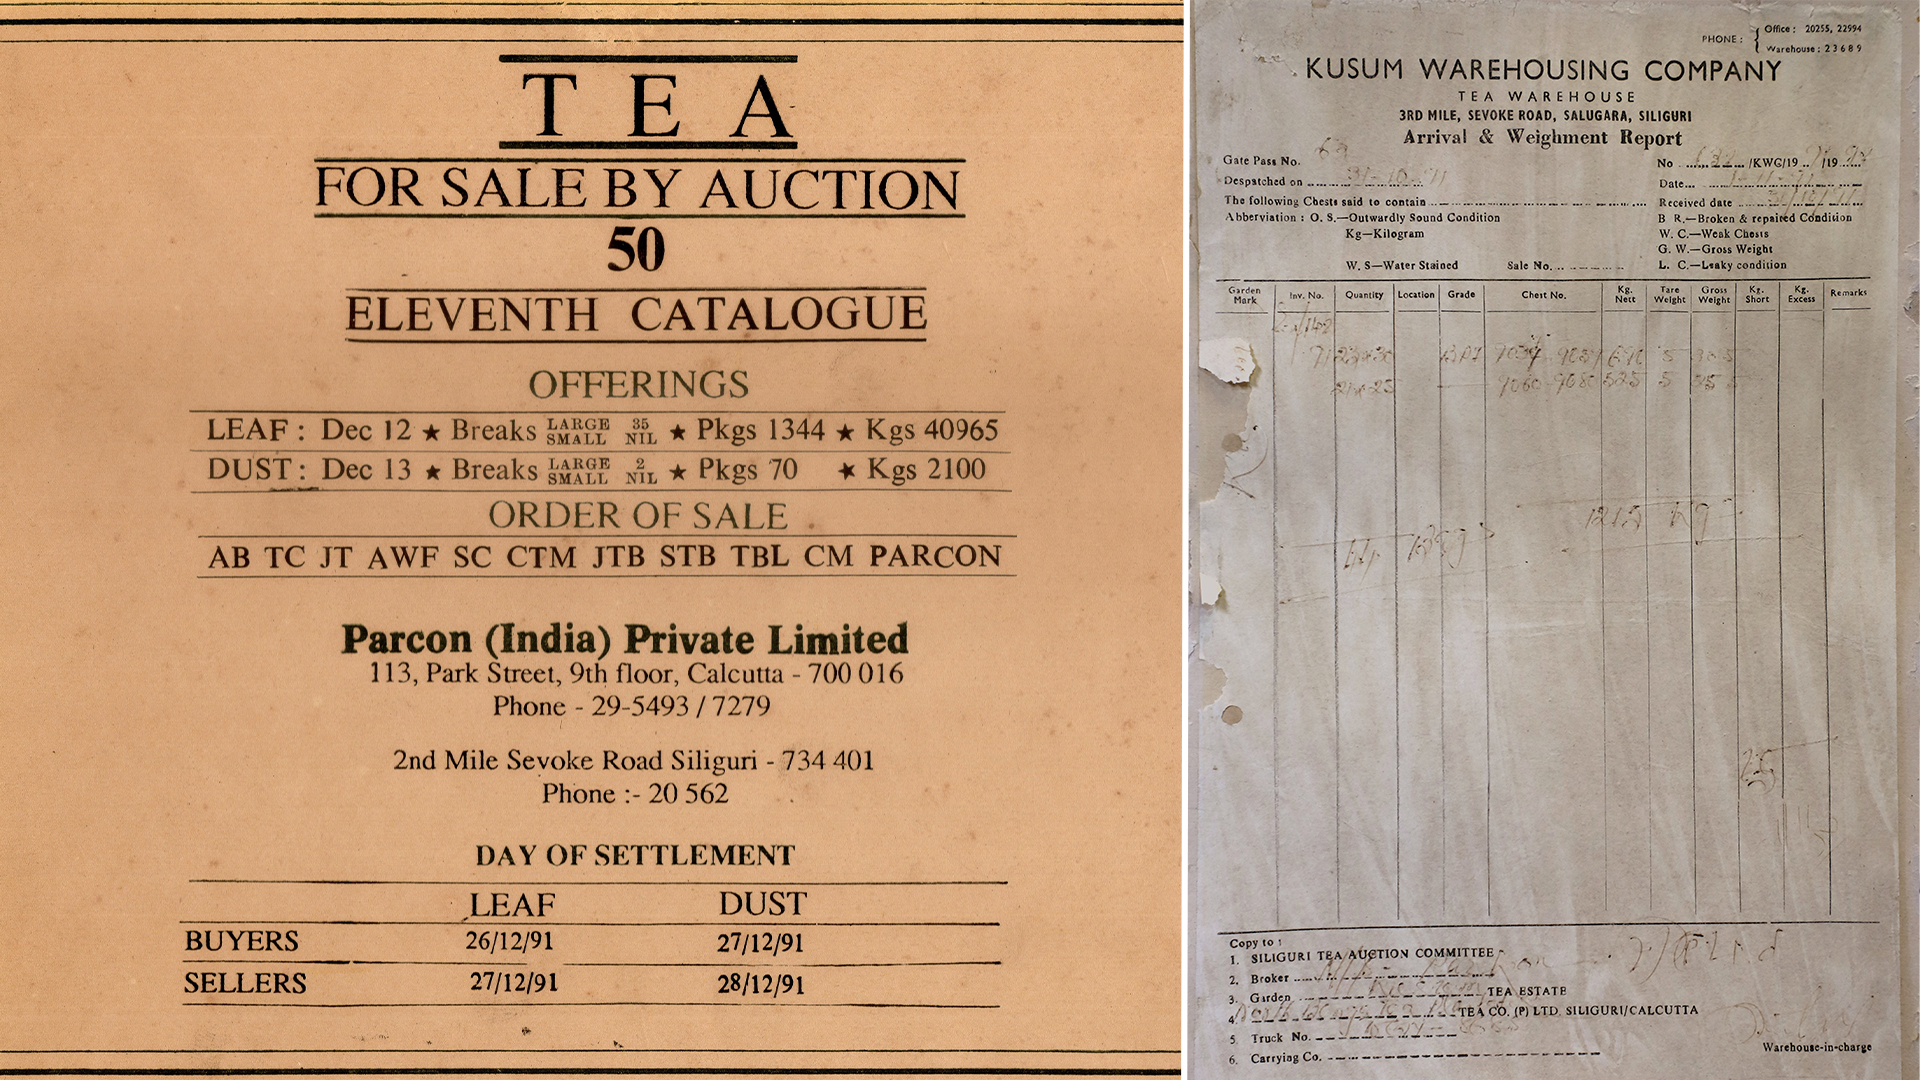 TEA
FOR SALE BY AUCTION
50
ELEVENTH CATALOGUE
OFFERINGS
LEAF : Dec 12 ★ Breaks LARGE 35 SMALL NIL ★ Pkgs 1344 ★ Kgs 40965
DUST : Dec 13 ★ Breaks LARGE 2 SMALL NIL ★ Pkgs 70 ★ Kgs 2100
ORDER OF SALE
AB TC JT AWF SC CTM JTB STB TBL CM PARCON
Parcon (India) Private Limited
113, Park Street, 9th floor, Calcutta - 700 016
Phone - 29-5493 / 7279
2nd Mile Sevoke Road Siliguri - 734 401
Phone :- 20 562
DAY OF SETTLEMENT
LEAF DUST
BUYERS 26/12/91 27/12/91
SELLERS 27/12/91 28/12/91
PHONE : { Office : 20255, 22994
Warehouse : 23689
KUSUM WAREHOUSING COMPANY
TEA WAREHOUSE
3RD MILE, SEVOKE ROAD, SALUGARA, SILIGURI
Arrival & Weighment Report
Gate Pass No. No ....... /KWC/19 .. /19
Despatched on Date...
The following Chests said to contain Received date
Abberviation : O. S.—Outwardly Sound Condition B R.—Broken & repaired Condition
Kg—Kilogram W. C.—Weak Chests
G. W.—Gross Weight
W. S—Water Stained Sale No. L. C.—Leaky condition
Garden Mark Inv. No. Quantity Location Grade Chest No. Kg. Nett Tare Weight Gross Weight Kg. Short Kg. Excess Remarks
1215 Kg
Copy to :
1. SILIGURI TEA AUCTION COMMITTEE
2. Broker
3. Garden TEA ESTATE
4. TEA CO. (P) LTD. SILIGURI/CALCUTTA
5 Truck No.
6. Carrying Co.
Warehouse-in-charge